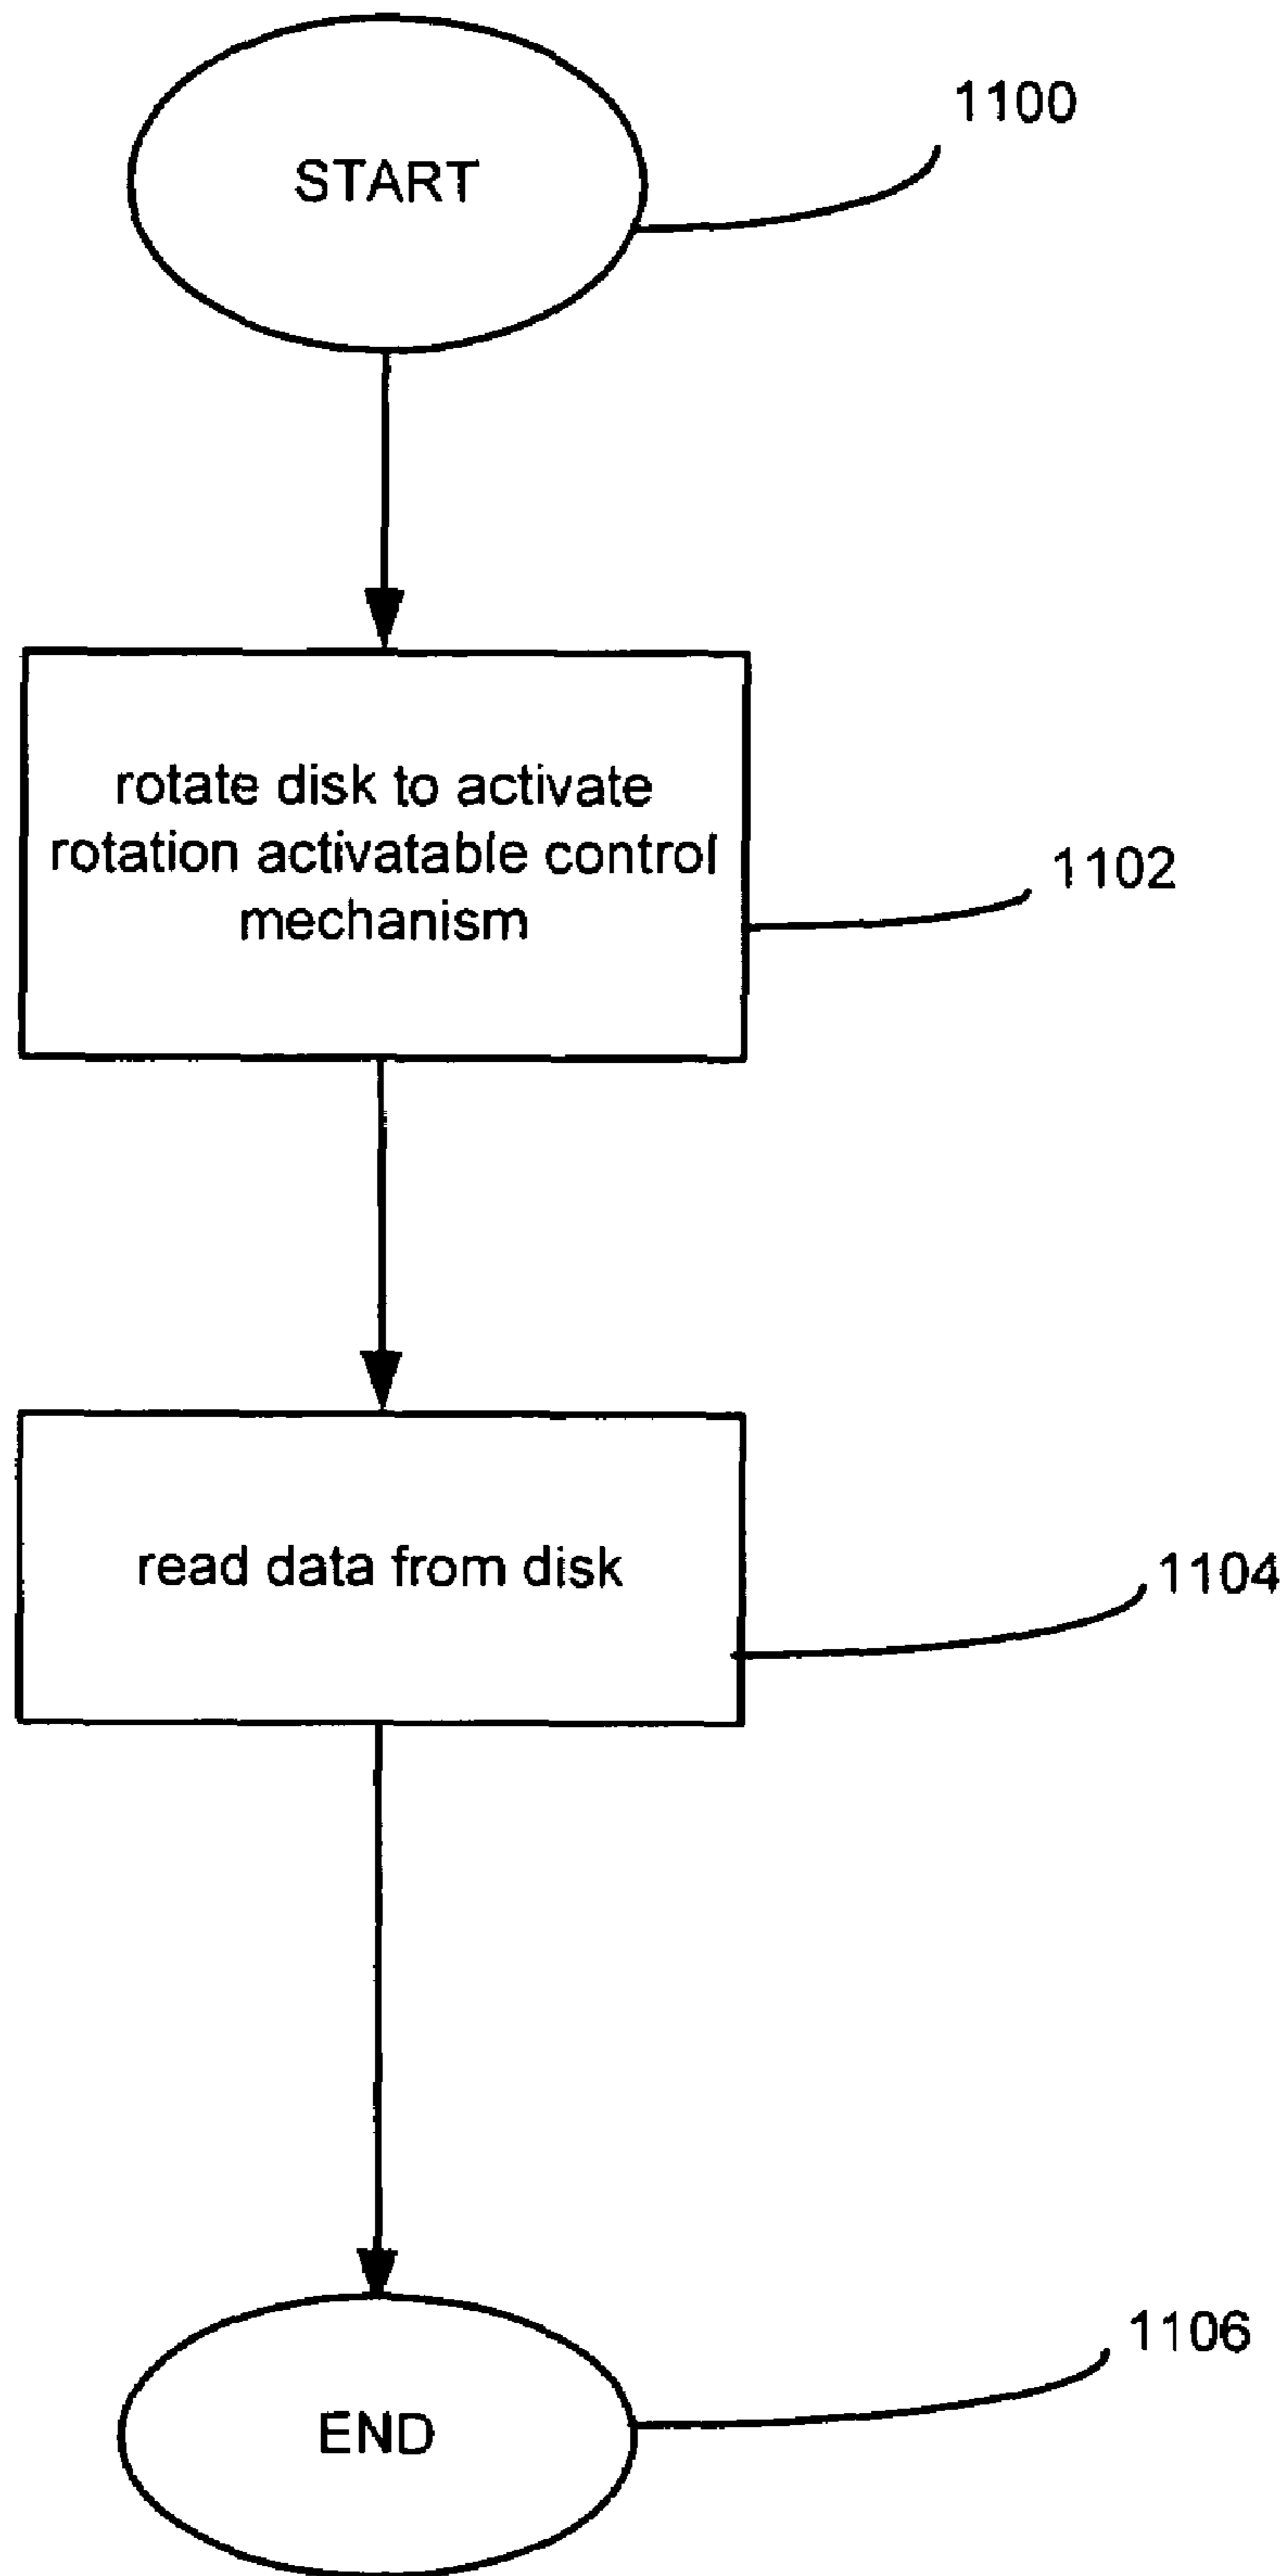 START
1100
rotate disk to activate
rotation activatable control
mechanism
1102
read data from disk
1104
END
1106